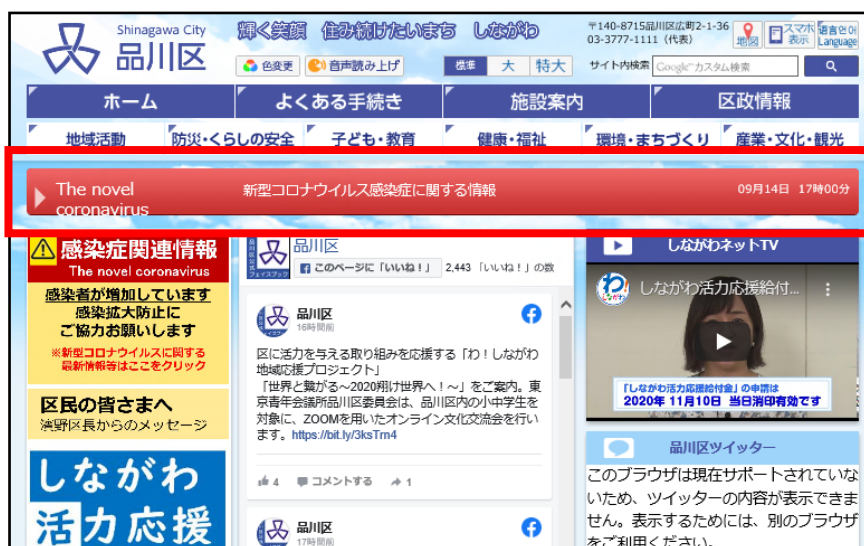 Shinagawa City
品川区
輝く笑顔 住み続けたいまち しながわ
〒140-8715品川区広町2-1-36
03-3777-1111（代表）
地図
スマホ
表示
语言언어
Language
色変更
音声読み上げ
標準 大 特大
サイト内検索
Google カスタム検索
ホーム
よくある手続き
施設案内
区政情報
地域活動
防災・くらしの安全
子ども・教育
健康・福祉
環境・まちづくり
産業・文化・観光
The novel
coronavirus
新型コロナウイルス感染症に関する情報
09月14日 17時00分
感染症関連情報
The novel coronavirus
感染者が増加しています
感染拡大防止に
ご協力お願いします
※新型コロナウイルスに関する
最新情報等はここをクリック
区民の皆さまへ
濱野区長からのメッセージ
しながわ
活力応援
品川区
このページに「いいね！」 2,443 「いいね！」の数
品川区
16時間前
区に活力を与える取り組みを応援する「わ！しながわ
地域応援プロジェクト」
「世界と繋がる～2020翔け世界へ！～」をご案内。東
京青年会議所品川区委員会は、品川区内の小中学生を
対象に、ZOOMを用いたオンライン文化交流会を行い
ます。https://bit.ly/3ksTrn4
4 コメントする 1
品川区
17時間前
しながわネットTV
しながわ活力応援給付...
「しながわ活力応援給付金」の申請は
2020年 11月10日 当日消印有効です
品川区ツイッター
このブラウザは現在サポートされていな
いため、ツイッターの内容が表示できま
せん。表示するためには、別のブラウザ
をご利用ください。